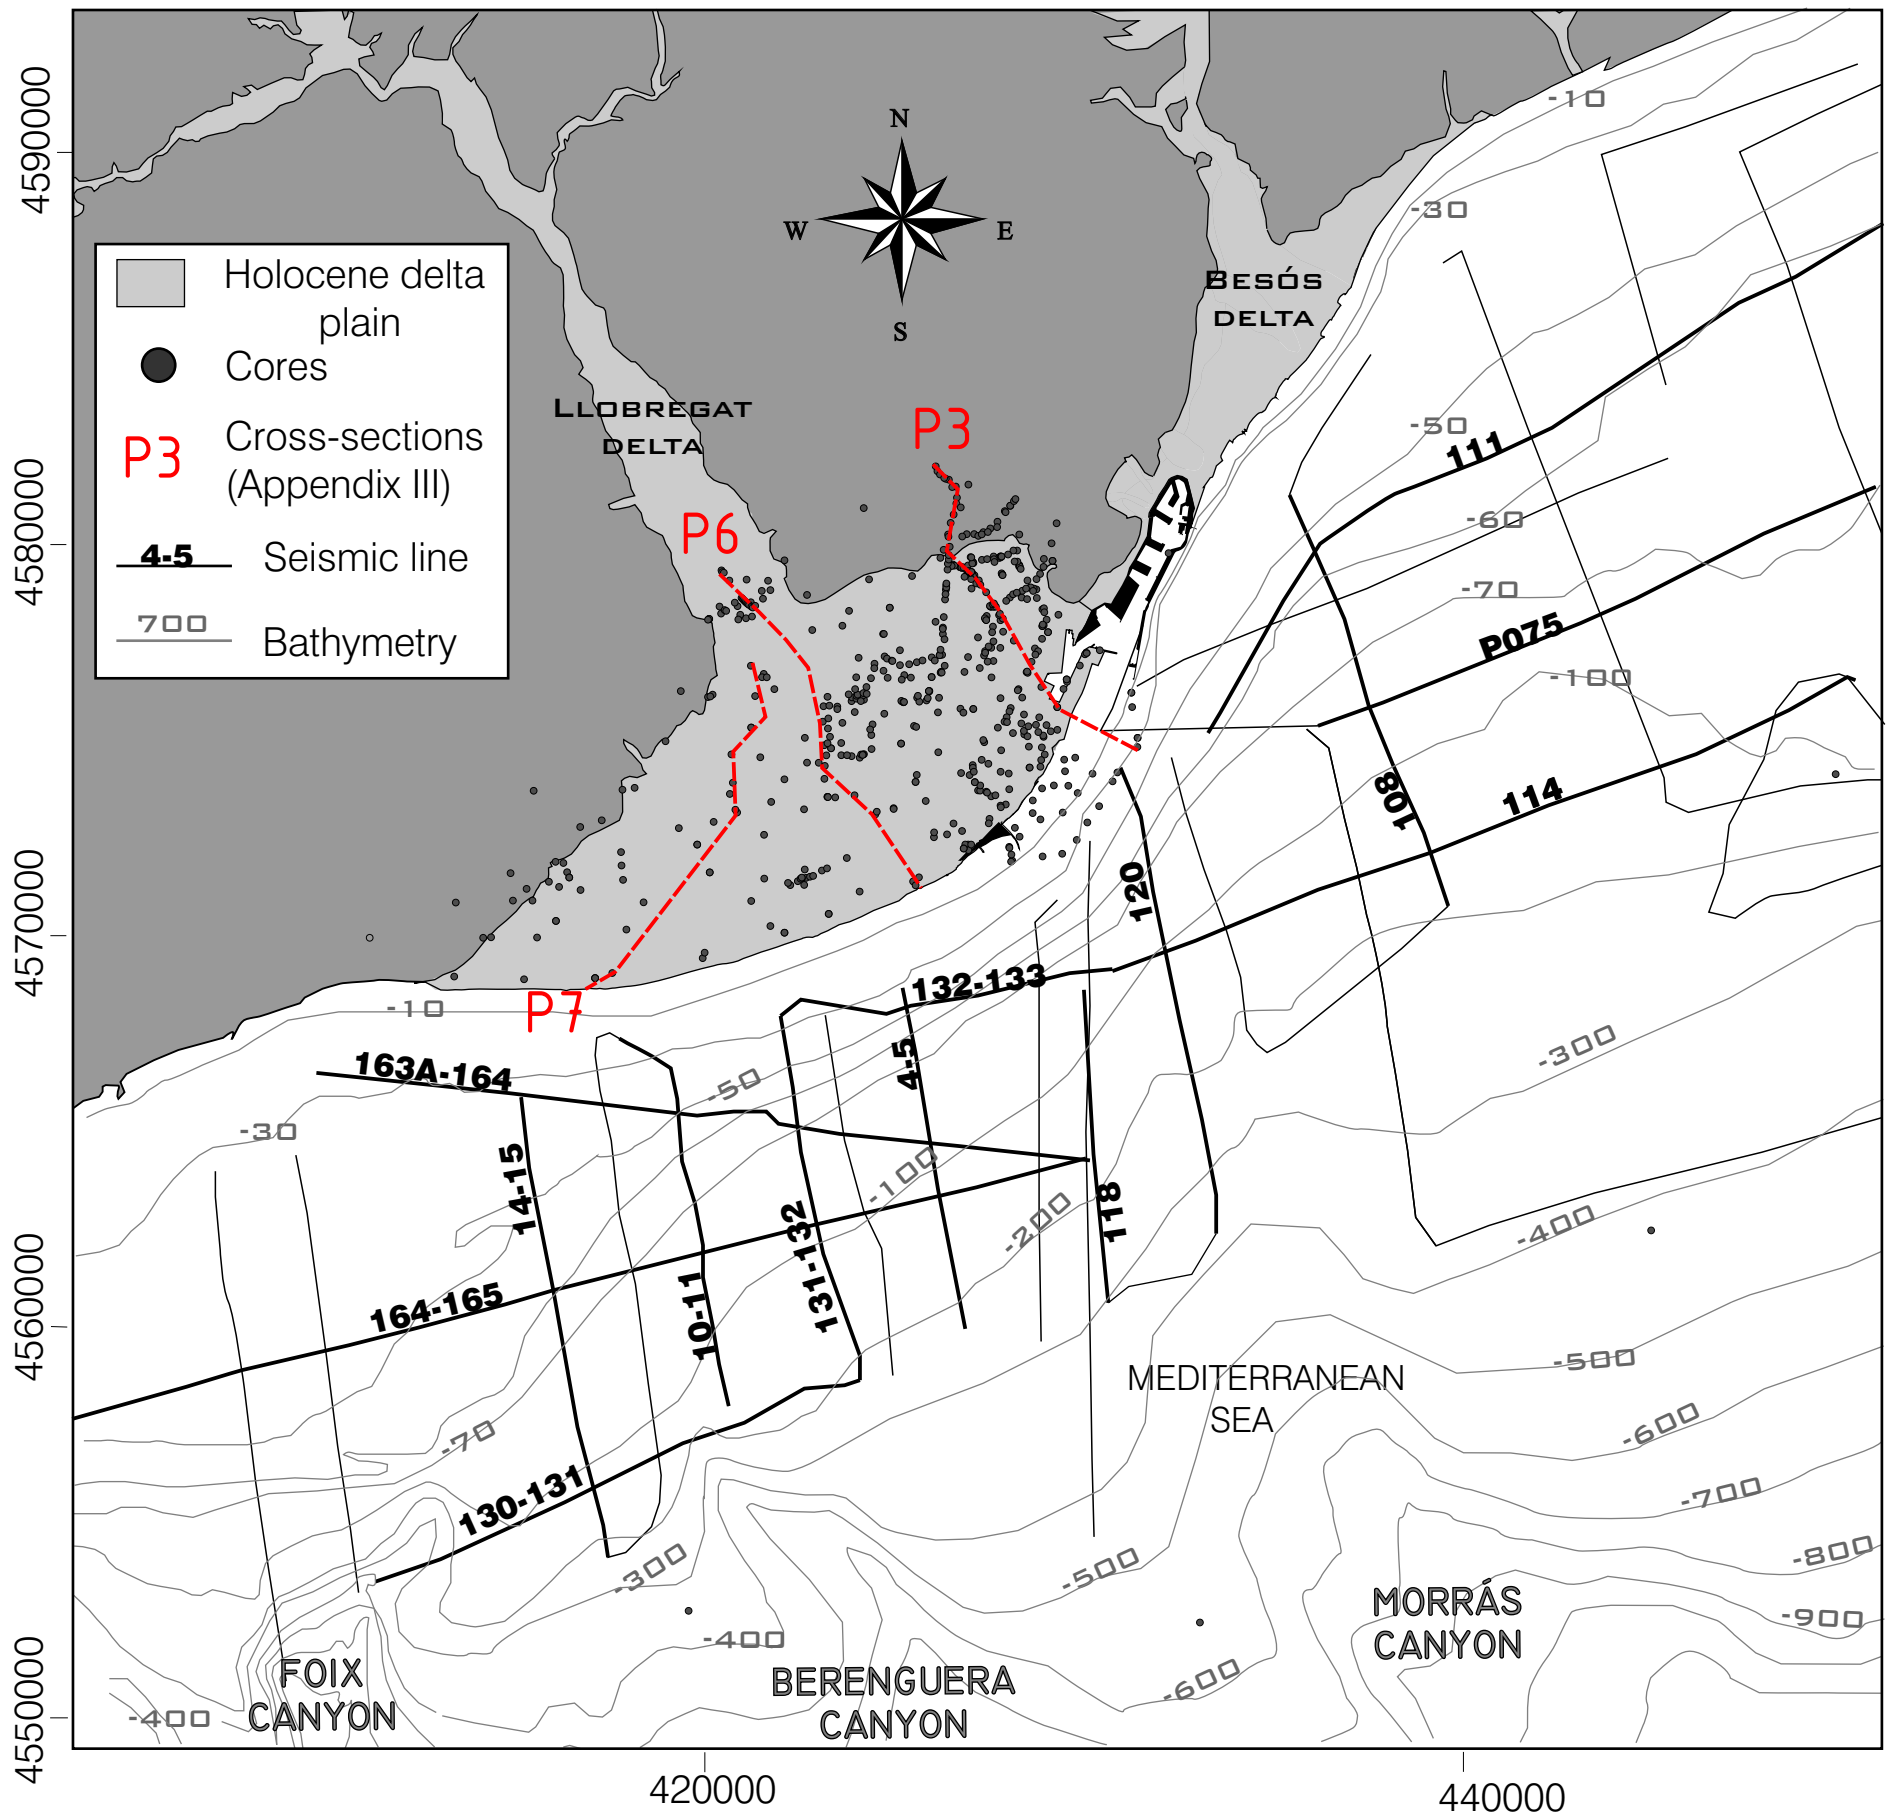 4590000
4580000
4570000
4560000
4550000
420000
440000
N
W
E
S
Holocene delta
plain
Cores
P3
Cross-sections
(Appendix III)
4-5
Seismic line
700
Bathymetry
LLOBREGAT
DELTA
BESÓS
DELTA
P3
P6
P7
-10
-30
-50
111
-60
-70
P075
-100
108
114
120
132-133
-10
163A-164
-50
4-5
-30
-300
14-15
-100
-200
118
131-132
-400
164-165
10-11
-500
MEDITERRANEAN
SEA
-70
-600
130-131
-700
-300
-500
-800
MORRÁS
CANYON
-900
-400
FOIX
CANYON
BERENGUERA
CANYON
-600
-400